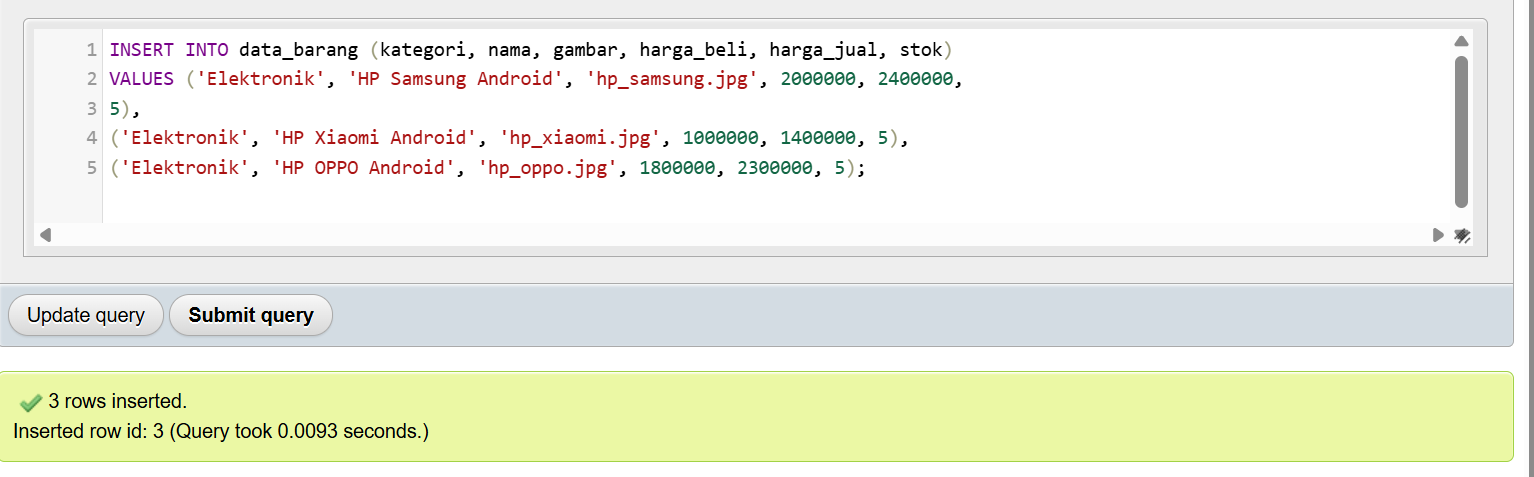 1 INSERT INTO data_barang (kategori, nama, gambar, harga_beli, harga_jual, stok)
2 VALUES ('Elektronik', 'HP Samsung Android', 'hp_samsung.jpg', 2000000, 2400000,
3 5),
4 ('Elektronik', 'HP Xiaomi Android', 'hp_xiaomi.jpg', 1000000, 1400000, 5),
5 ('Elektronik', 'HP OPPO Android', 'hp_oppo.jpg', 1800000, 2300000, 5);
Update query Submit query
3 rows inserted.
Inserted row id: 3 (Query took 0.0093 seconds.)